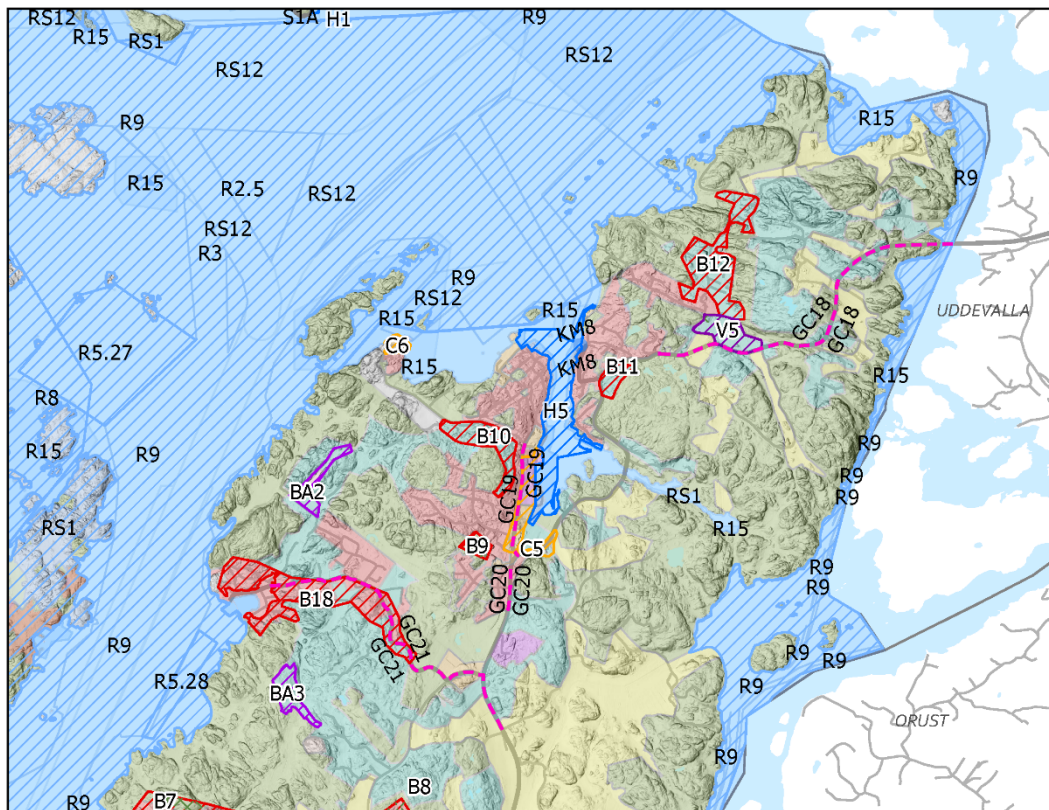 RS12
S1A
H1
R9
R15
RS1
RS12
RS12
R9
R15
R15
R2.5
RS12
R9
RS12
R3
R9
B12
RS12
R15
R15
KM8
V5
GC18
GC18
UDDEVALLA
C6
R5.27
R15
KM8
B11
R15
R8
H5
B10
R15
R9
R9
GC19
GC19
R9
BA2
RS1
R9
RS1
R15
B9
C5
R9
GC20
GC20
R9
B18
GC21
GC21
R9
R9
R9
R5.28
BA3
R9
ORUST
R9
B8
R9
B7